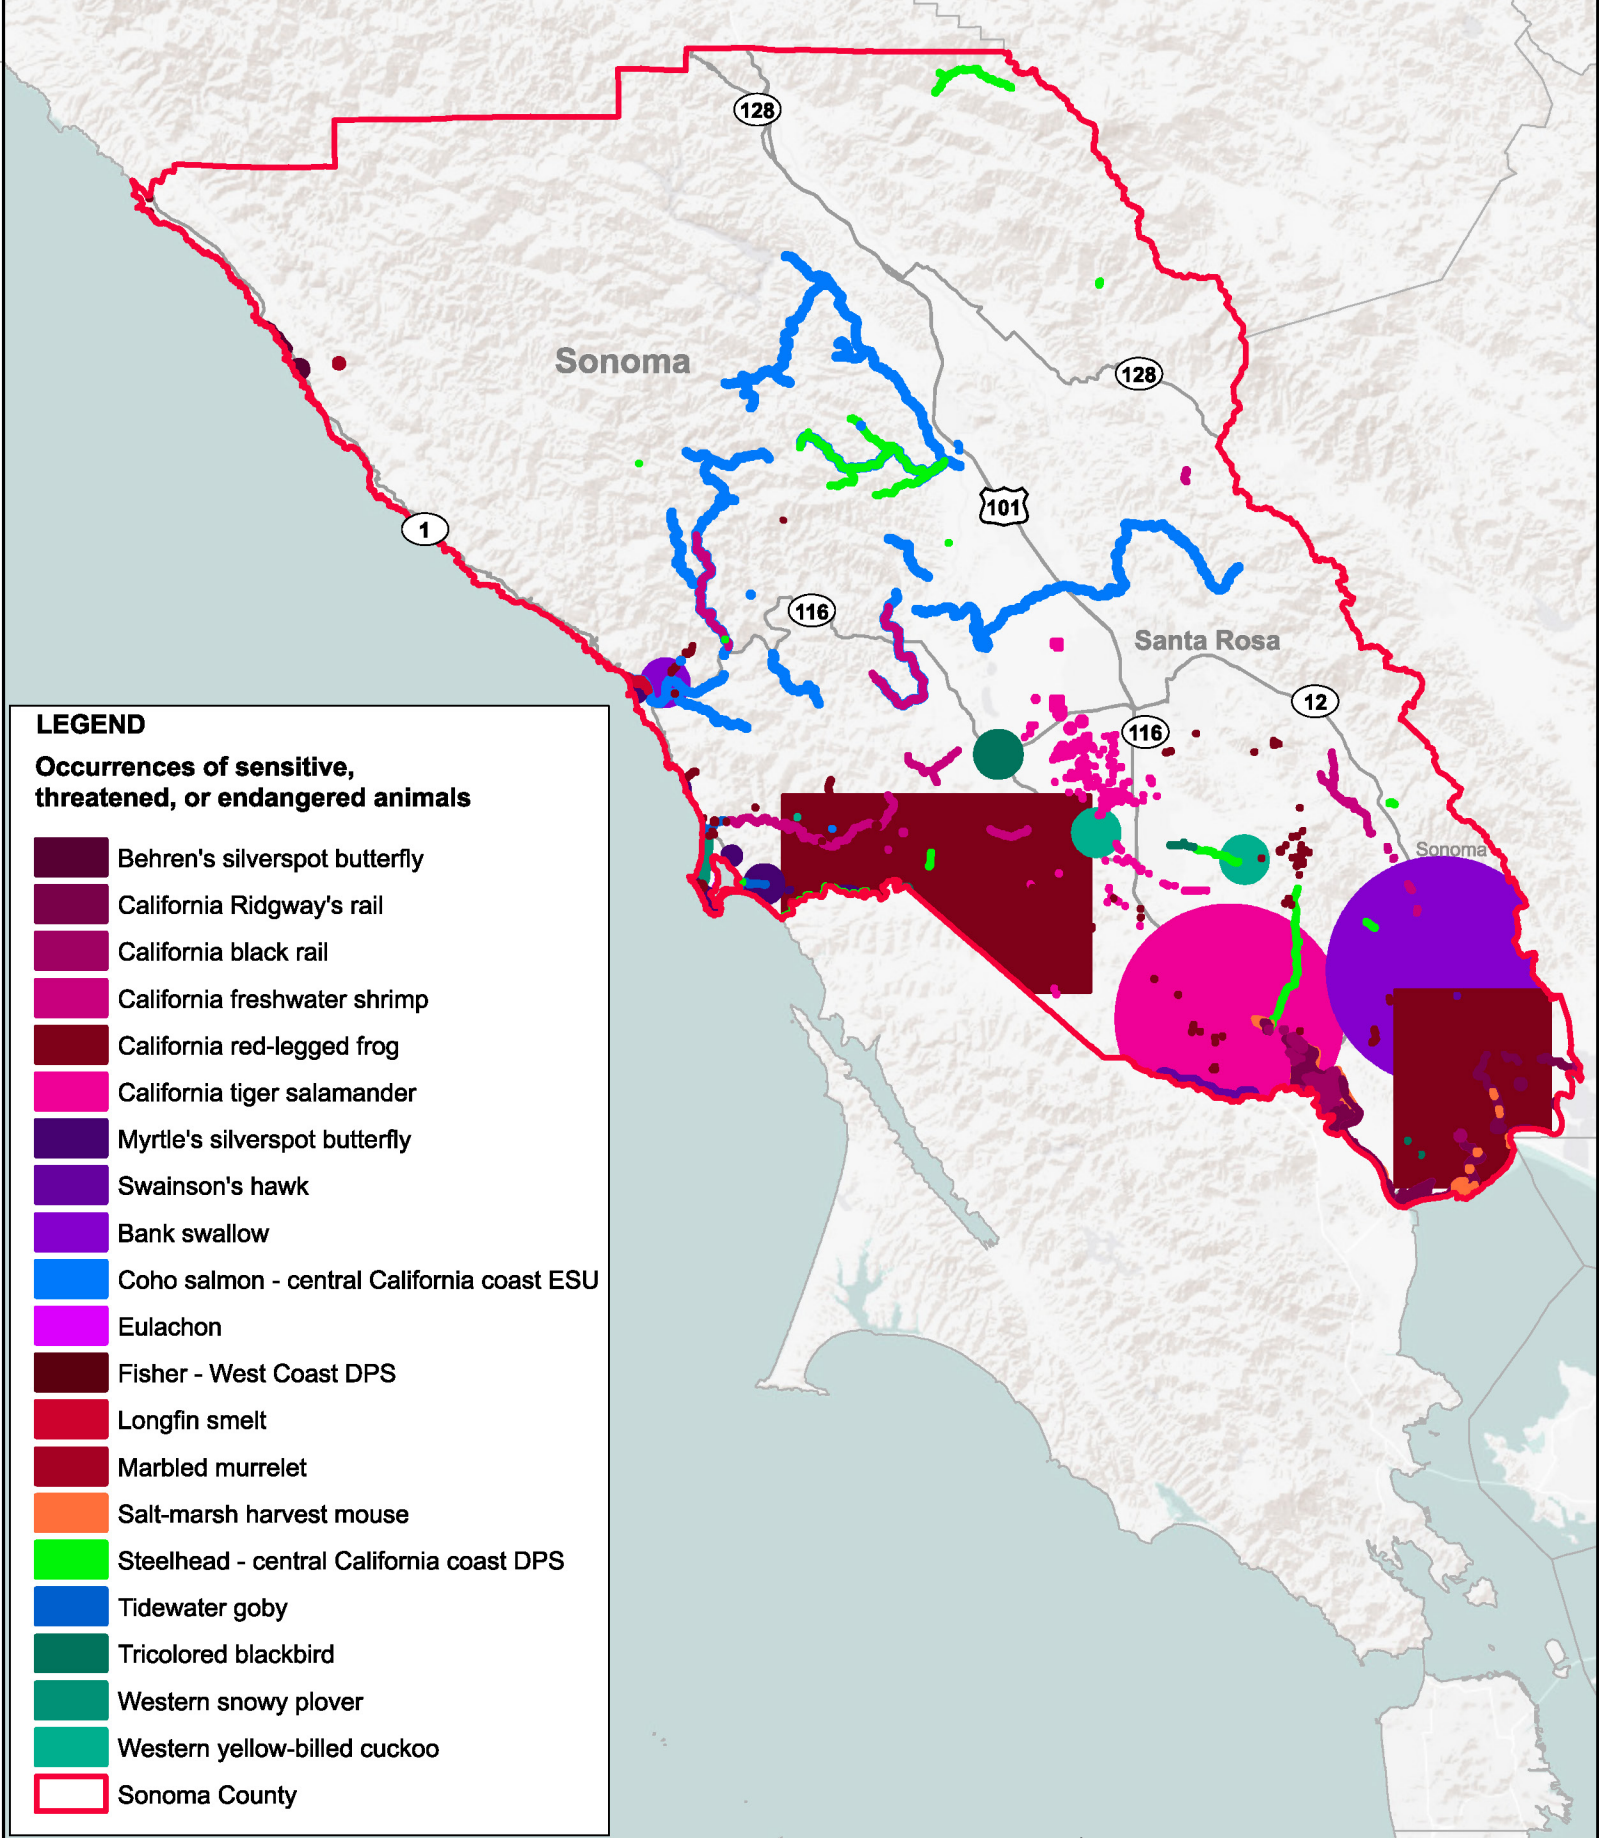 128
Sonoma
128
101
1
116
Santa Rosa
12
116
Sonoma
LEGEND
Occurrences of sensitive,
threatened, or endangered animals
Behren's silverspot butterfly
California Ridgway's rail
California black rail
California freshwater shrimp
California red-legged frog
California tiger salamander
Myrtle's silverspot butterfly
Swainson's hawk
Bank swallow
Coho salmon - central California coast ESU
Eulachon
Fisher - West Coast DPS
Longfin smelt
Marbled murrelet
Salt-marsh harvest mouse
Steelhead - central California coast DPS
Tidewater goby
Tricolored blackbird
Western snowy plover
Western yellow-billed cuckoo
Sonoma County